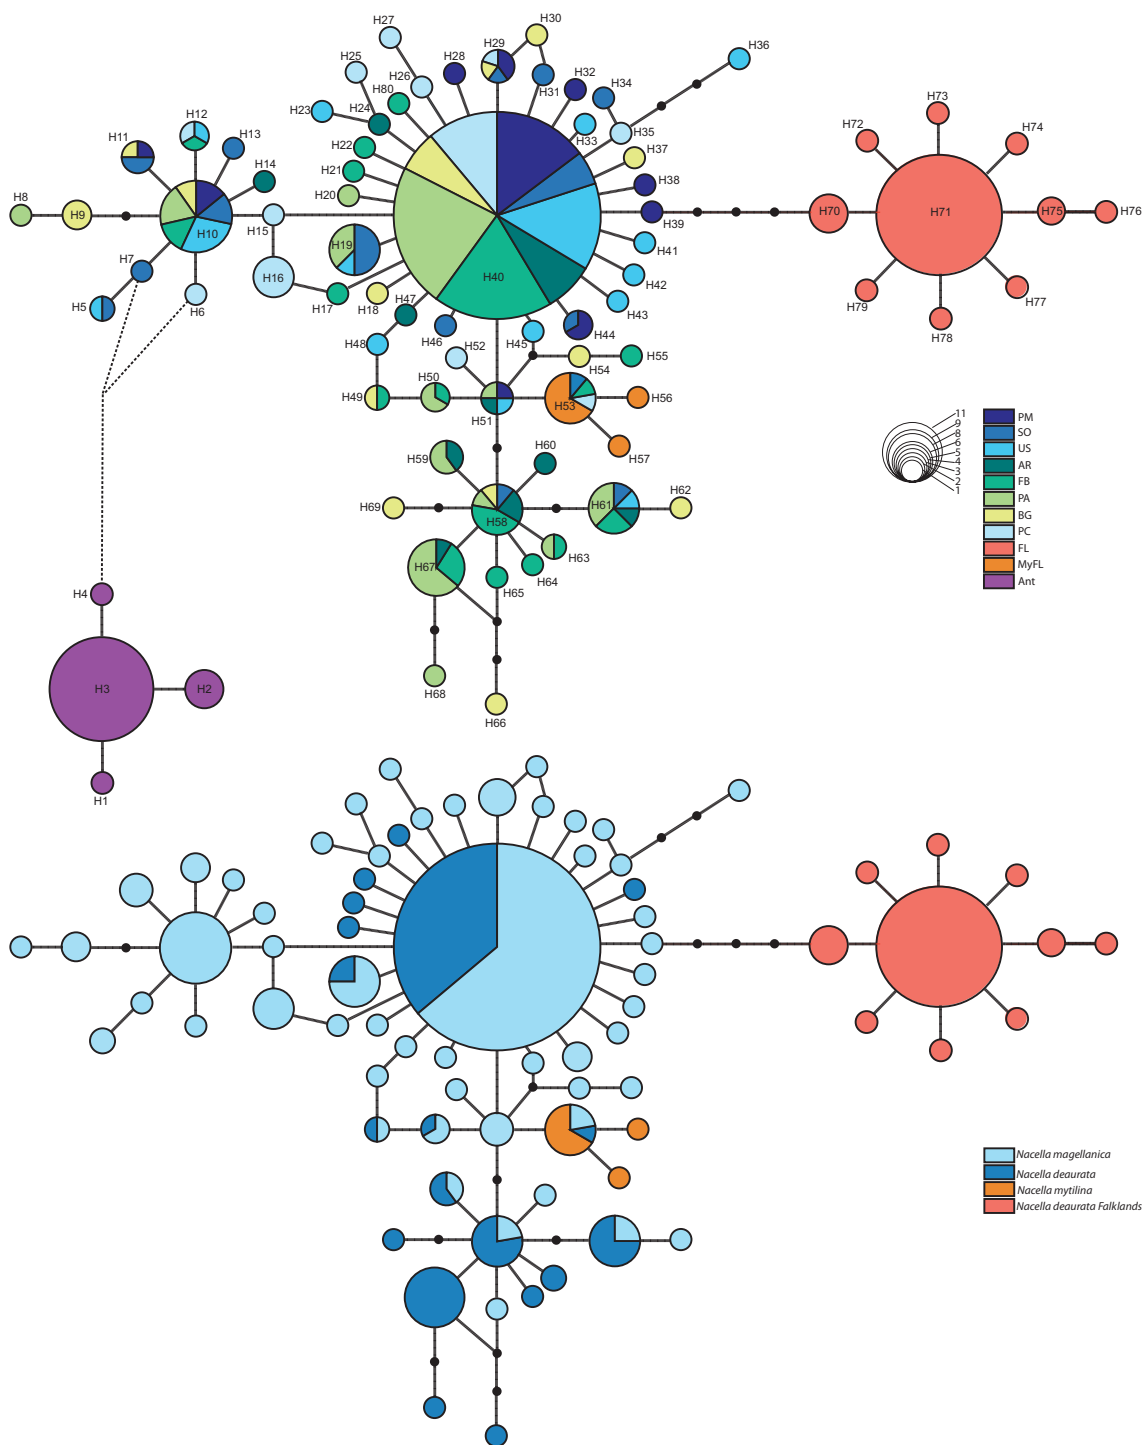 H27
H30
H29
H36
H25
H28
H32
H34
H26
H31
H73
H80
H12
H23
H24
H35
H72
H74
H11
H13
H33
H22
H37
H14
H21
H38
H8
H9
H20
H39
H70
H71
H75
H76
H10
H15
H19
H41
H7
H40
H16
H42
H79
H77
H5
H6
H17
H18
H47
H43
H78
H46
H44
H48
H45
H52
H54
H55
H50
H49
H53
H56
H51
H57
11
9
8
6
5
4
3
2
1
PM
SO
US
AR
FB
PA
BG
PC
FL
MyFL
Ant
H59
H60
H69
H61
H62
H58
H63
H67
H64
H65
H4
H68
H3
H2
H66
H1
Nacella magellanica
Nacella deaurata
Nacella mytilina
Nacella deaurata Falklands